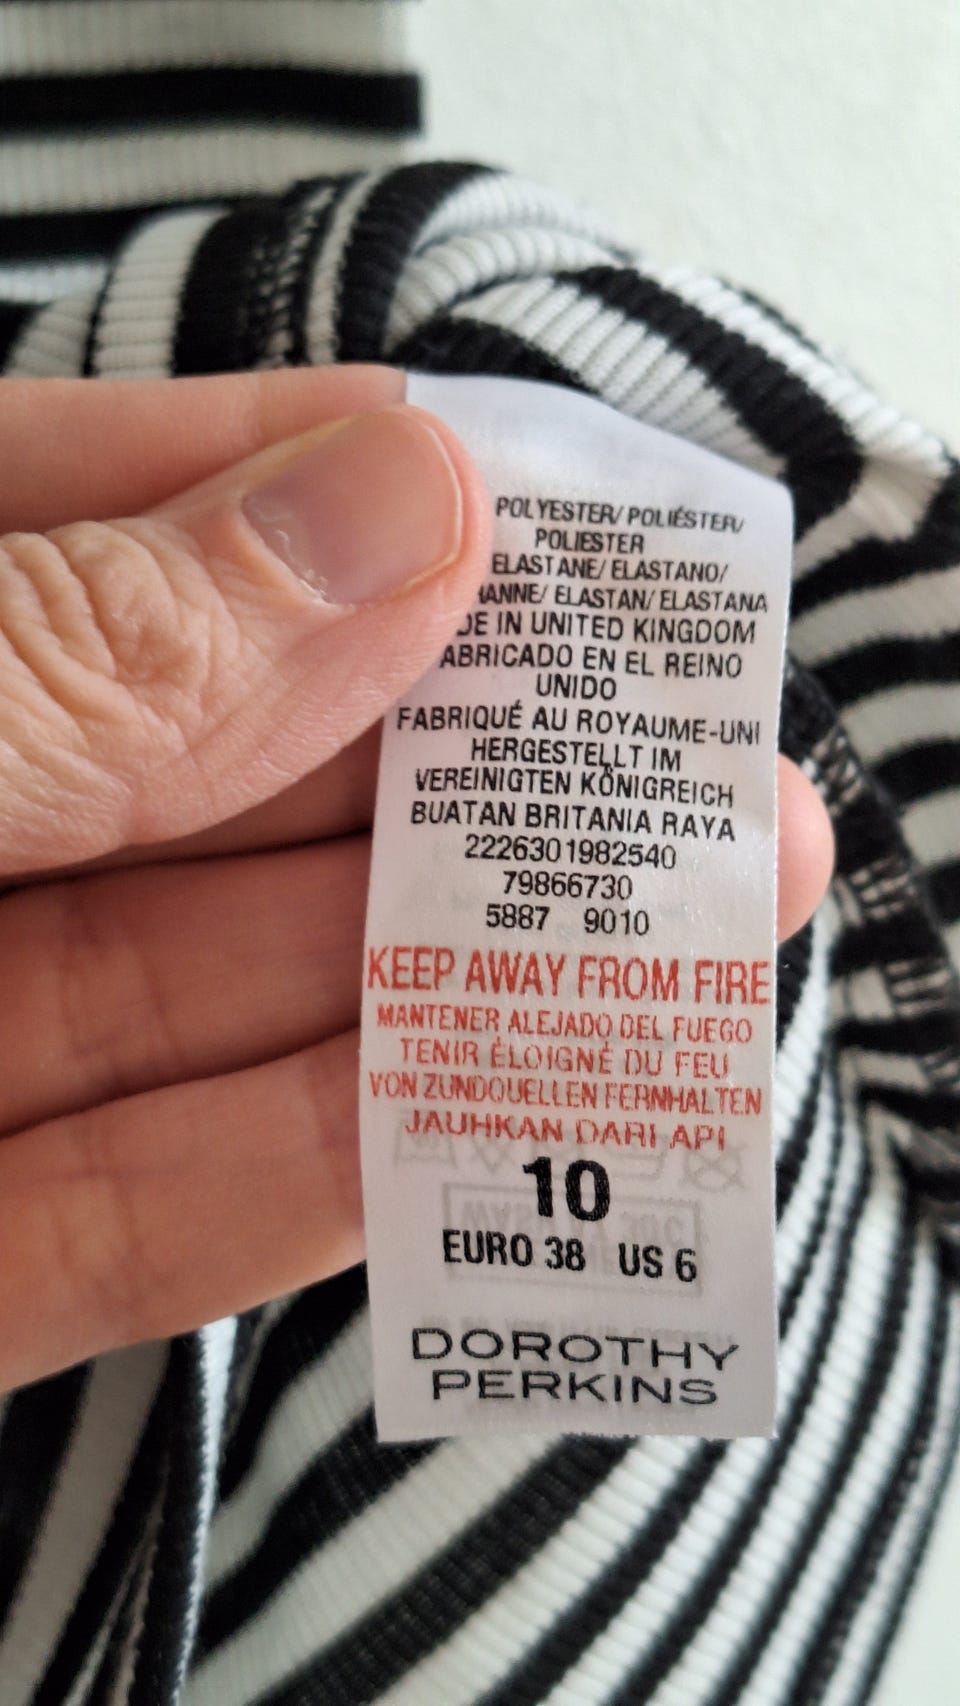 POLYESTER/ POLIÉSTER/
POLIESTER
ELASTANE/ ELASTANO/
ELASTAN/ ELASTANA
IN UNITED KINGDOM
EN EL REINO
UNIDO
FABRIQUÉ AU ROYAUME-UNI
HERGESTELLT IM
VEREINIGTEN KÖNIGREICH
BUATAN BRITANIA RAYA
2226301982540
79866730
5887 9010
KEEP AWAY FROM FIRE
MANTENER ALEJADO DEL FUEGO
TENIR ÉLOIGNÉ DU FEU
VON ZUNDQUELLEN FERNHALTEN
JAUHKAN DARI API
10
EURO 38 US 6
DOROTHY
PERKINS